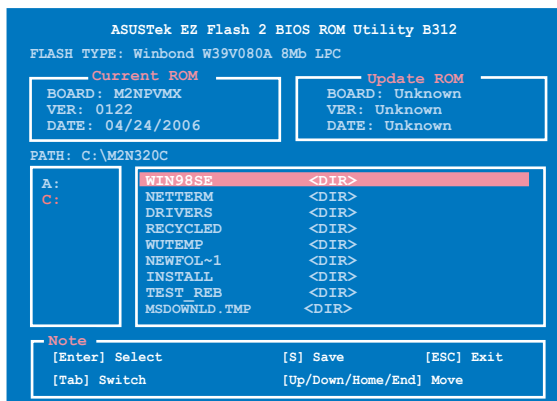 ASUSTek EZ Flash 2 BIOS ROM Utility B312
FLASH TYPE: Winbond W39V080A 8Mb LPC
Current ROM
BOARD: M2NPVMX
VER: 0122
DATE: 04/24/2006
Update ROM
BOARD: Unknown
VER: Unknown
DATE: Unknown
PATH: C:\M2N320C
A:
C:
WIN98SE <DIR>
NETTERM <DIR>
DRIVERS <DIR>
RECYCLED <DIR>
WUTEMP <DIR>
NEWFOL~1 <DIR>
INSTALL <DIR>
TEST_REB <DIR>
MSDOWNLD.TMP <DIR>
Note
[Enter] Select [S] Save [ESC] Exit
[Tab] Switch [Up/Down/Home/End] Move